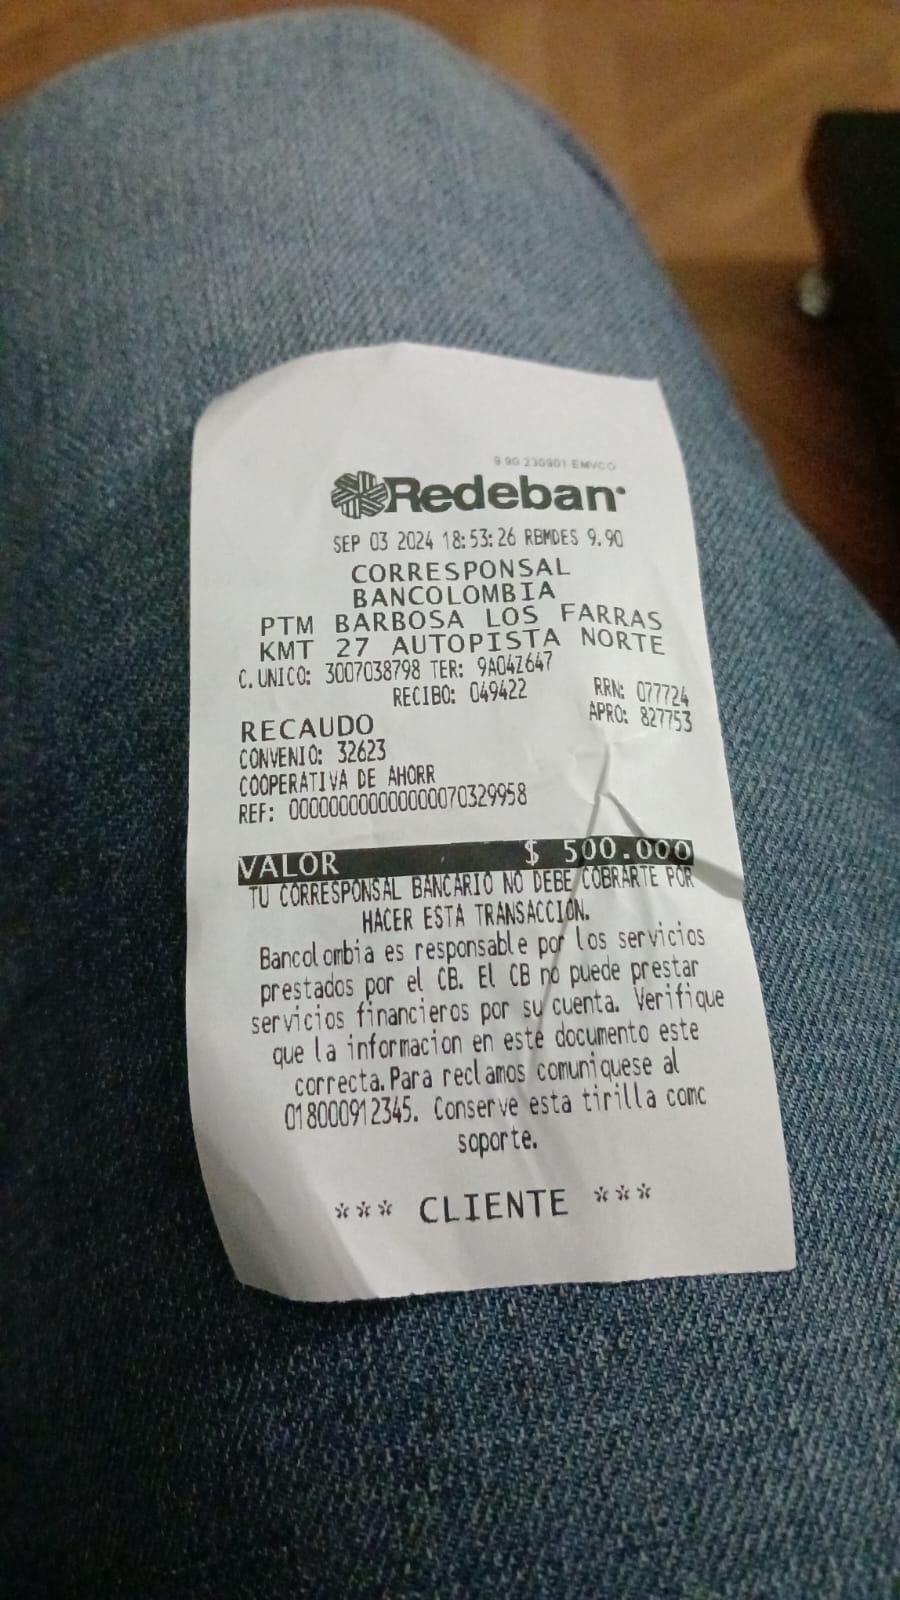 9.90 230901 EMVCO
Redeban
SEP 03 2024 18:53:26 RBMDES 9.90
CORRESPONSAL
BANCOLOMBIA
PTM BARBOSA LOS FARRAS
KMT 27 AUTOPISTA NORTE
C. UNICO: 3007038798 TER: 9A04Z647
RECIBO: 049422 RRN: 077724
RECAUDO APRO: 827753
CONVENIO: 32623
COOPERATIVA DE AHORR
REF: 000000000000000070329958
VALOR $ 500.000
TU CORRESPONSAL BANCARIO NO DEBE COBRARTE POR
HACER ESTA TRANSACCIÓN.
Bancolombia es responsable por los servicios
prestados por el CB. El CB no puede prestar
servicios financieros por su cuenta. Verifique
que la informacion en este documento este
correcta. Para reclamos comuniquese al
018000912345. Conserve esta tirilla comc
soporte.
*** CLIENTE ***